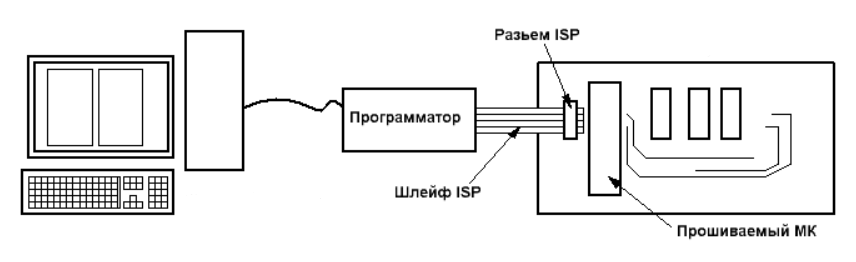 Разьем ISP
Программатор
Шлейф ISP
Прошиваемый МК